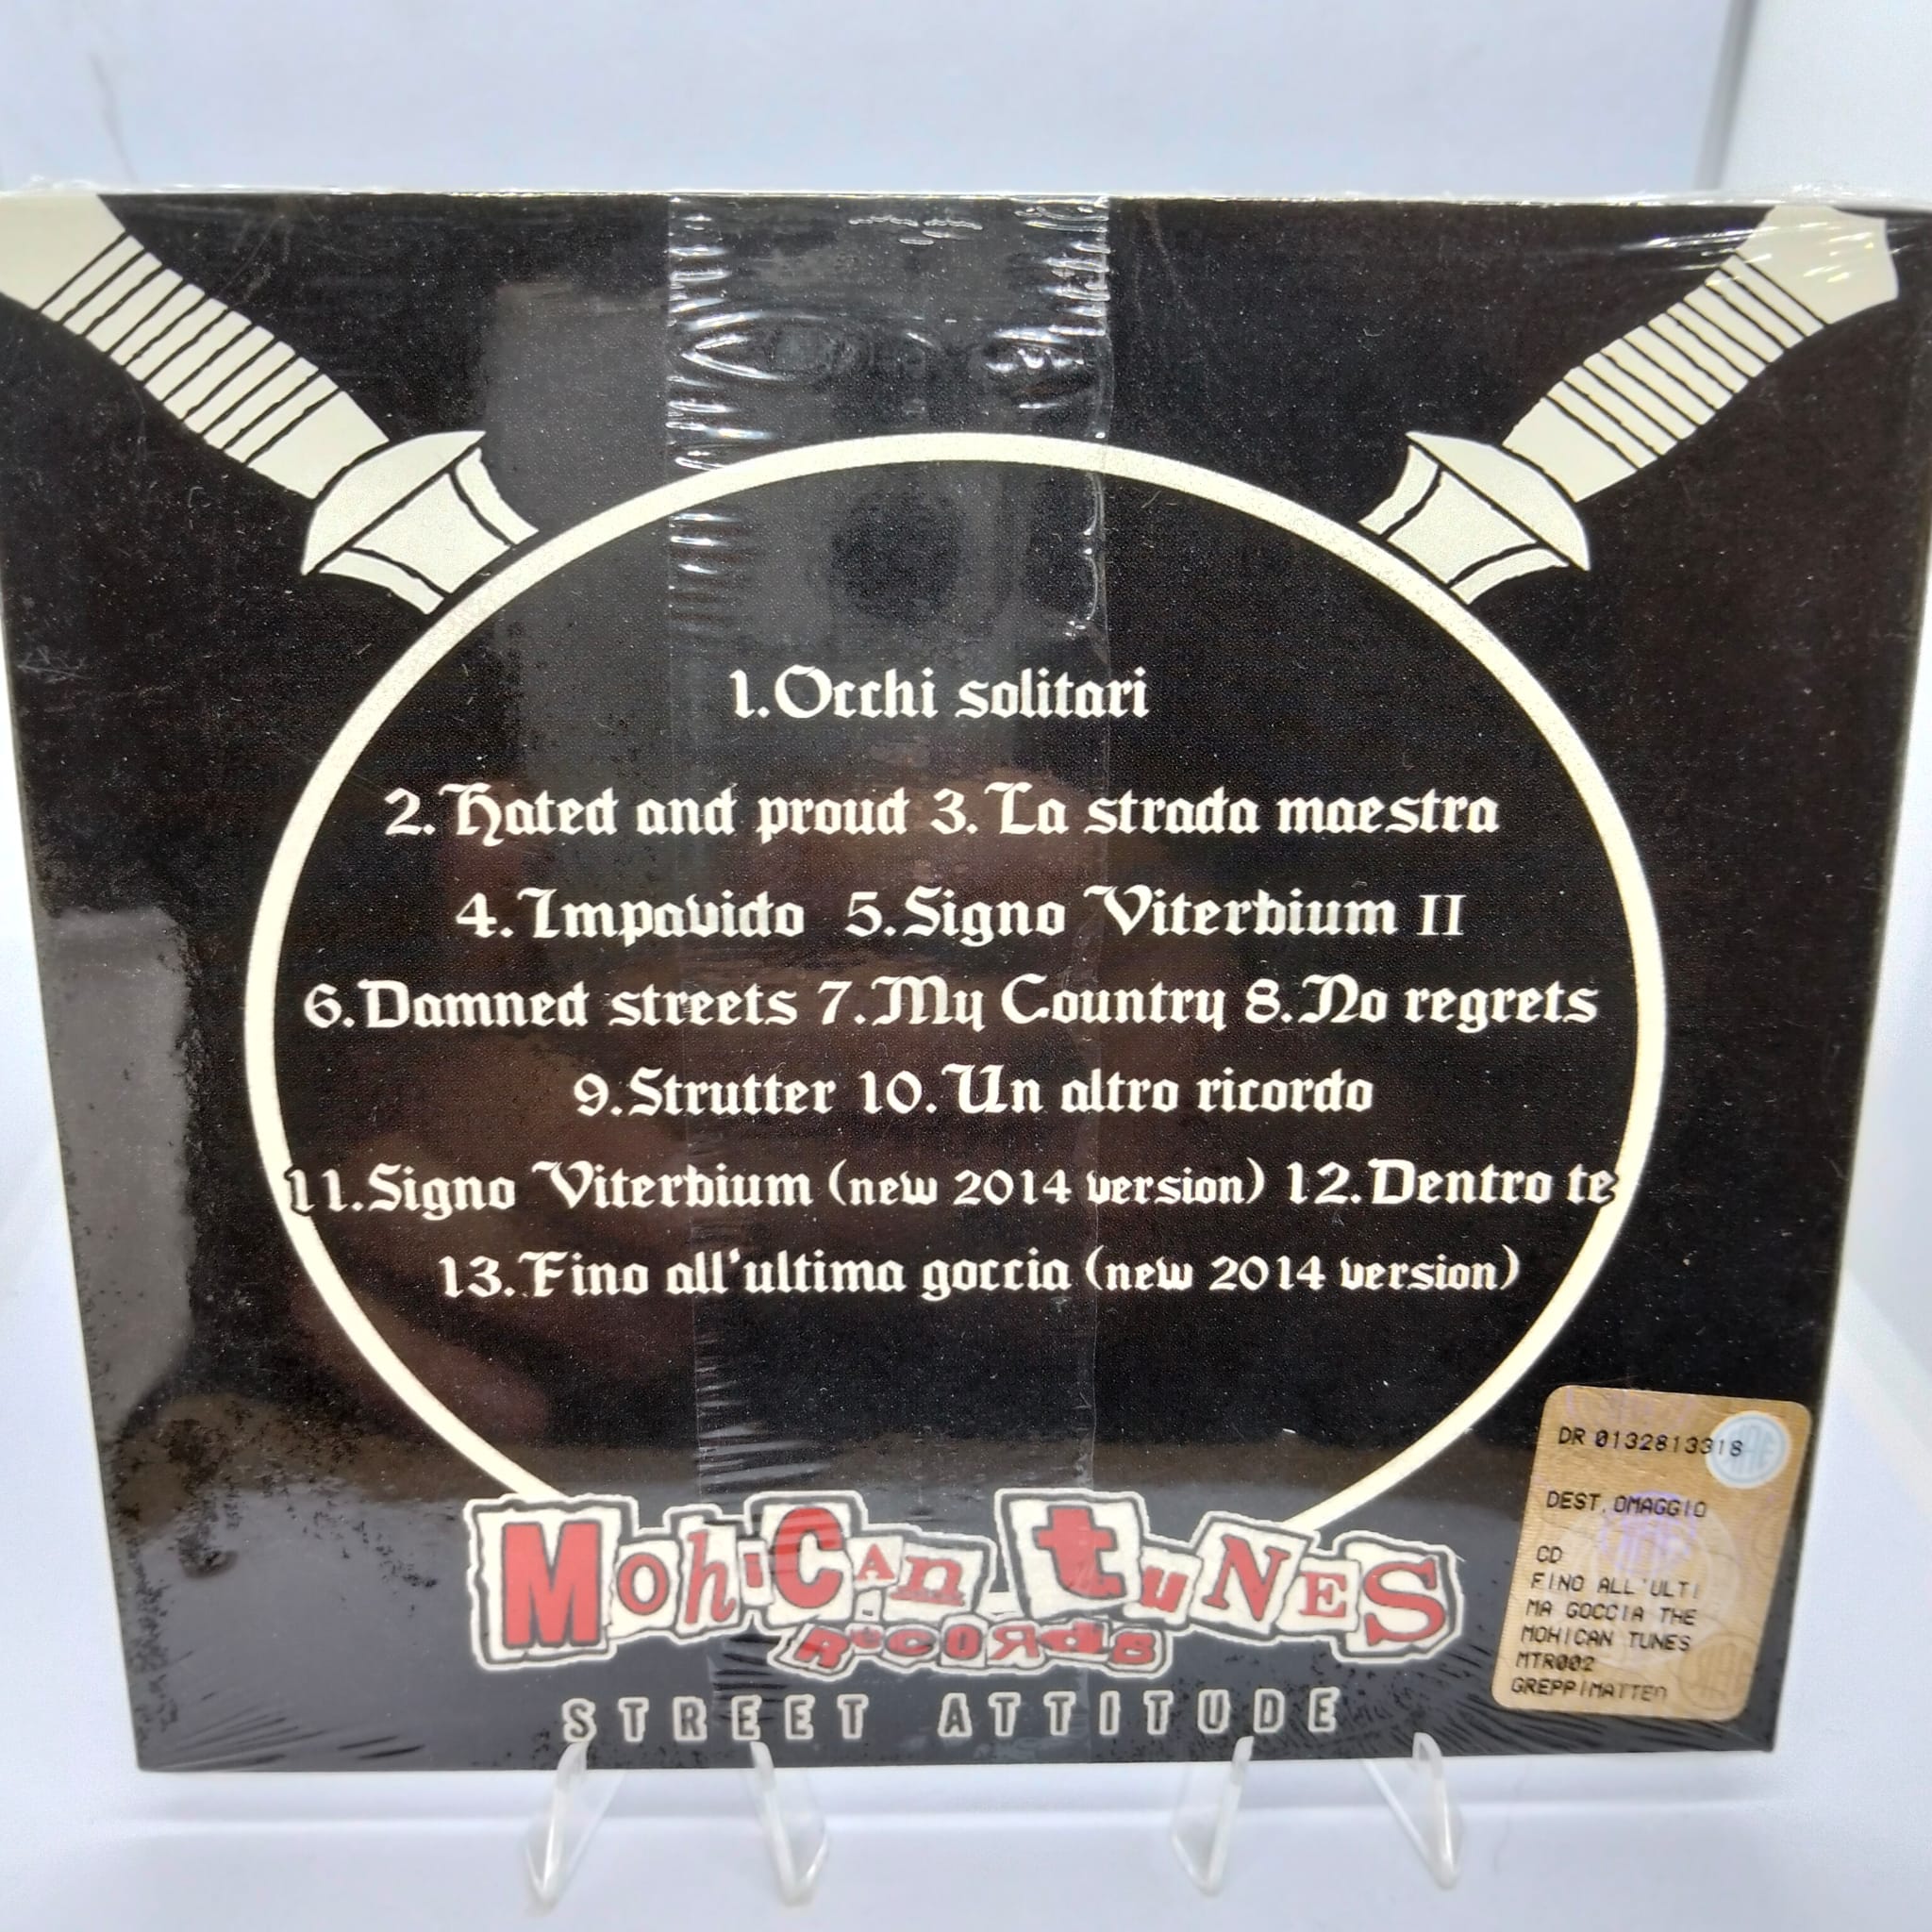 1.Occhi solitari
2.Hated and proud 3.La strada maestra
4.Impavido 5.Signo Viterbium II
6.Damned streets 7.My Country 8.No regrets
9.Strutter 10.Un altro ricordo
11.Signo Viterbium (new 2014 version) 12.Dentro te
13.Fino all'ultima goccia (new 2014 version)
MohiCAn tuNES
RecORds
STREET ATTITUDE
DR 0132813318
DEST.OMAGGIO
CD
FINO ALL'ULTI
MA GOCCIA THE
MOHICAN TUNES
MTR002
GREPPIMATTEO